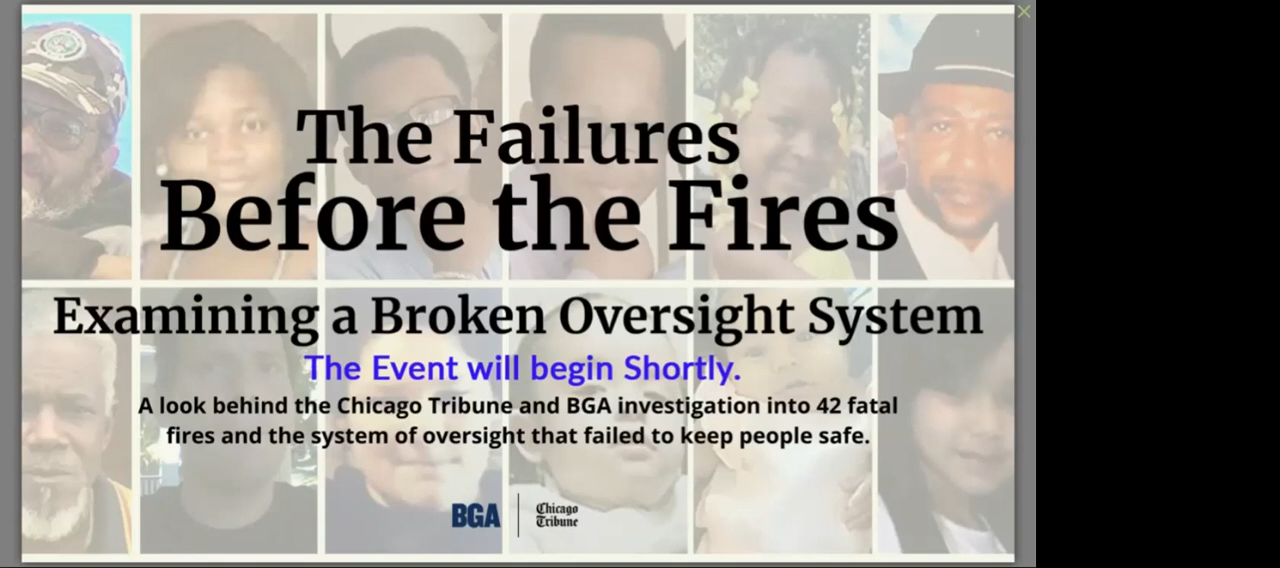 The Failures
Before the Fires
Examining a Broken Oversight System
The Event will begin Shortly.
A look behind the Chicago Tribune and BGA investigation into 42 fatal
fires and the system of oversight that failed to keep people safe.
BGA
Chicago
Tribune